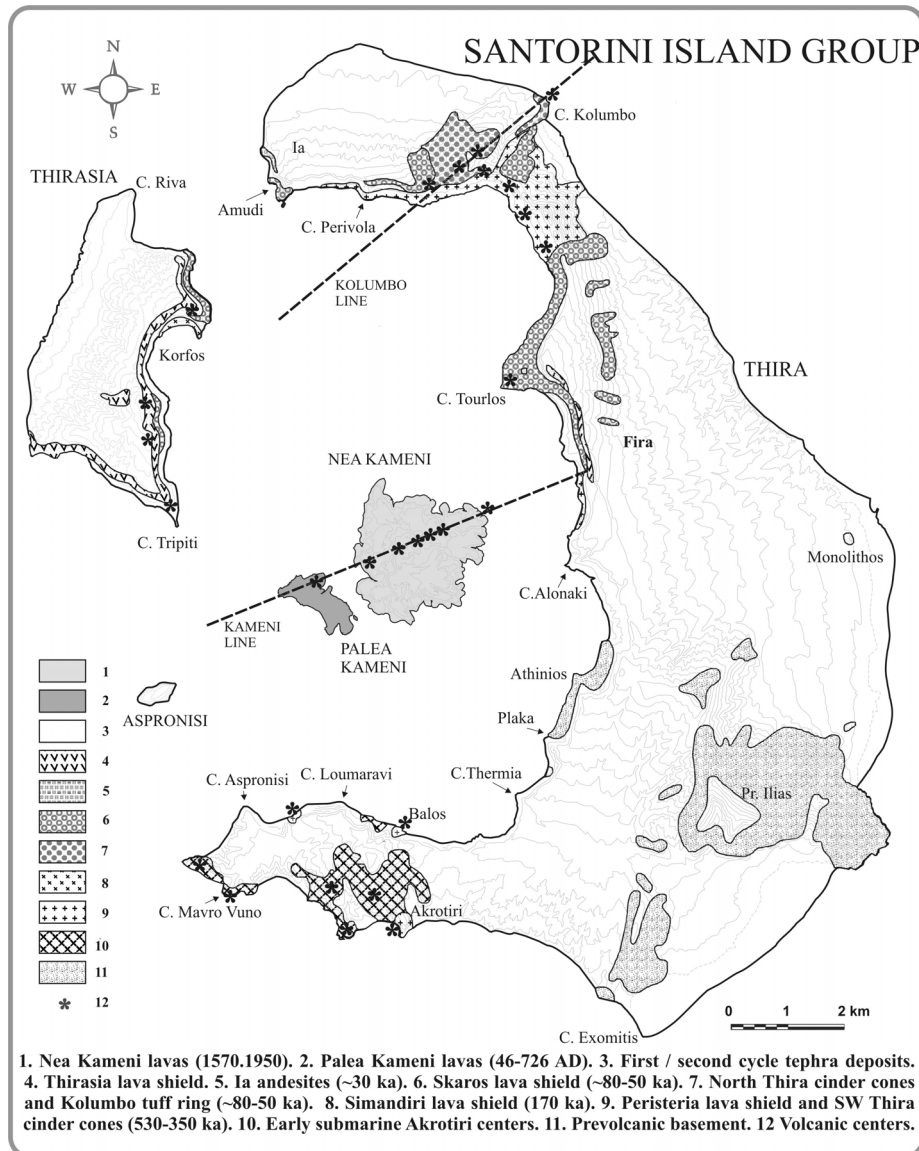 SANTORINI ISLAND GROUP
N
W E
S
C. Kolumbo
Ia
THIRASIA
C. Riva
Amudi
C. Perivola
KOLUMBO
LINE
Korfos
THIRA
C. Tourlos
Fira
NEA KAMENI
C. Tripiti
Monolithos
C.Alonaki
KAMENI
LINE
PALEA
KAMENI
Athinios
ASPRONISI
Plaka
C. Aspronisi
C. Loumaravi
C.Thermia
Pr. Ilias
Balos
C. Mavro Vuno
Akrotiri
C. Exomitis
1
2
3
4
5
6
7
8
9
10
11
12
0 1 2 km
1. Nea Kameni lavas (1570.1950). 2. Palea Kameni lavas (46-726 AD). 3. First / second cycle tephra deposits.
4. Thirasia lava shield. 5. Ia andesites (~30 ka). 6. Skaros lava shield (~80-50 ka). 7. North Thira cinder cones
and Kolumbo tuff ring (~80-50 ka). 8. Simandiri lava shield (170 ka). 9. Peristeria lava shield and SW Thira
cinder cones (530-350 ka). 10. Early submarine Akrotiri centers. 11. Prevolcanic basement. 12 Volcanic centers.